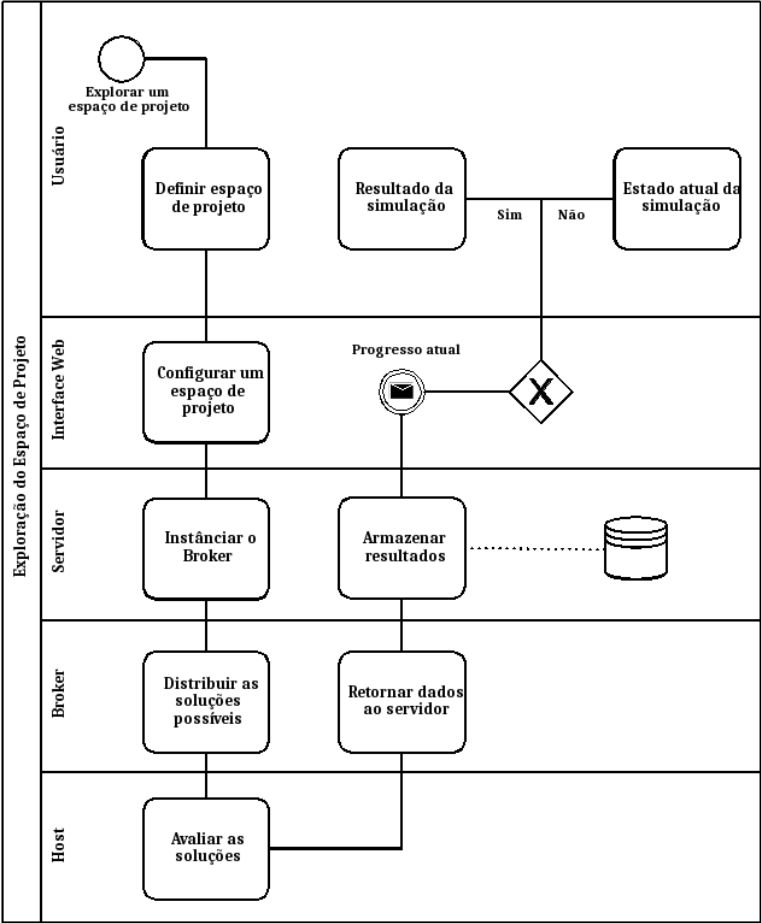 Exploração do Espaço de Projeto
Usuário
Explorar um
espaço de projeto
Definir espaço
de projeto
Resultado da
simulação
Sim
Não
Estado atual da
simulação
Interface Web
Configurar um
espaço de
projeto
Progresso atual
X
Servidor
Instânciar o
Broker
Armazenar
resultados
Broker
Distribuir as
soluções
possíveis
Retornar dados
ao servidor
Host
Avaliar as
soluções